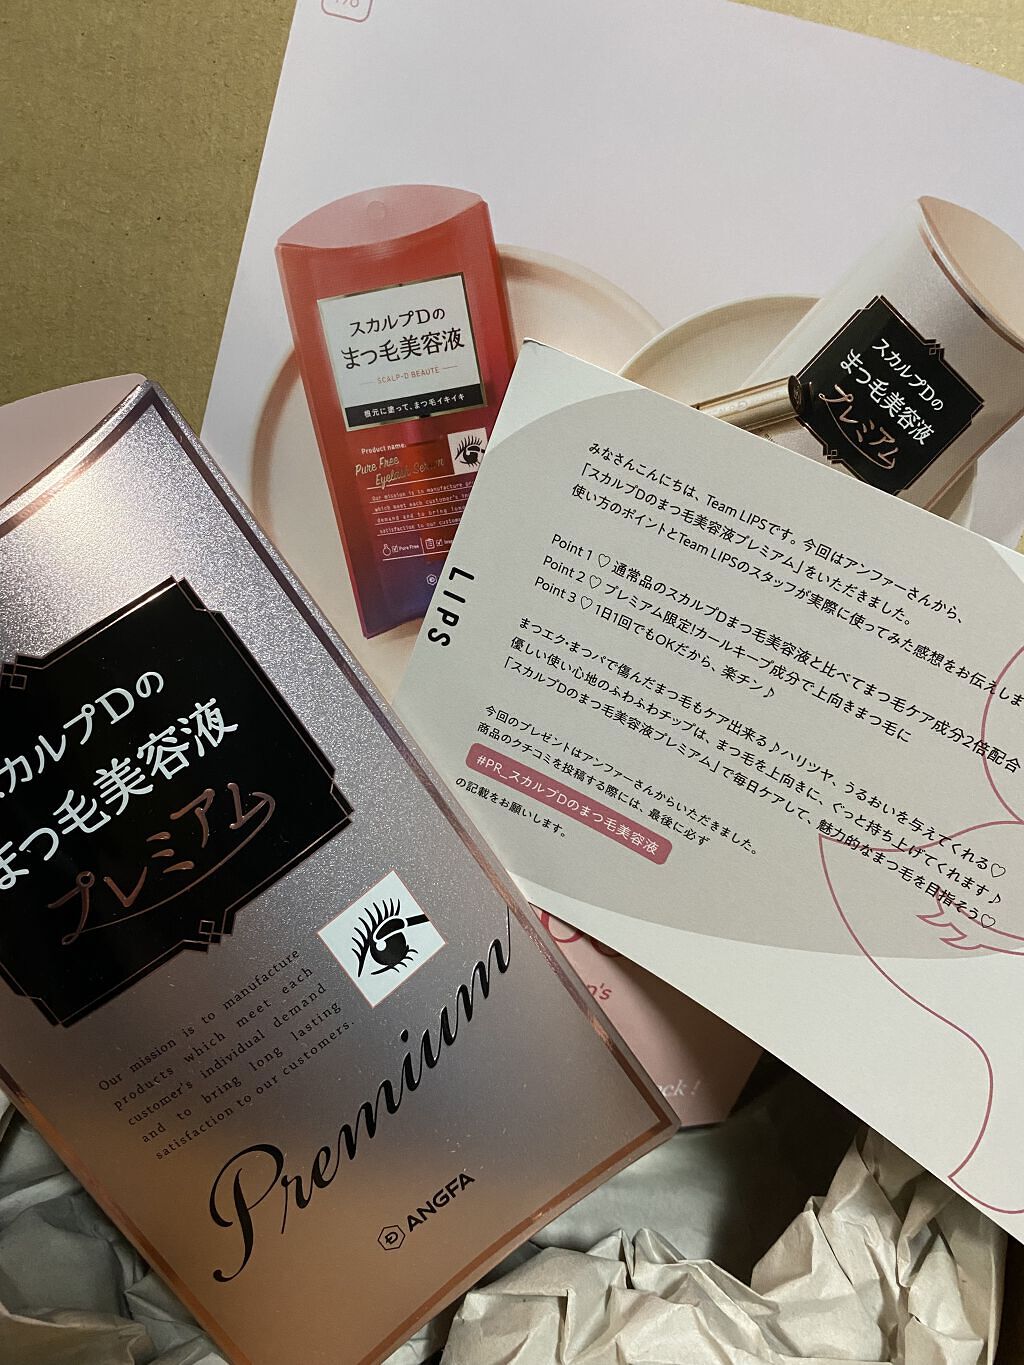 スカルプDの
まつ毛美容液
SCALP-D BEAUTÉ
根元に塗って、まつ毛イキイキ
Product name:
Pure Free
Eyelash Serum
Our mission is to manufacture
which meet each customer's
demand and to bring long
satisfaction to our
Pure Free
スカルプDの
まつ毛美容液
プレミアム
LIPS
みなさんこんにちは、Team LIPSです。今回はアンファーさんから、
「スカルプDのまつ毛美容液プレミアム」をいただきました。
使い方のポイントとTeam LIPSのスタッフが実際に使ってみた感想をお伝えしま
Point 1 ♡ 通常品のスカルプDまつ毛美容液と比べてまつ毛ケア成分2倍配合
Point 2 ♡ プレミアム限定!カールキープ成分で上向きまつ毛に
Point 3 ♡ 1日1回でもOKだから、楽チン♪
まつエク・まつパで傷んだまつ毛もケア出来る♪ハリツヤ、うるおいを与えてくれる♡
優しい使い心地のふわふわチップは、まつ毛を上向きに、ぐっと持ち上げてくれます♪
「スカルプDのまつ毛美容液プレミアム」で毎日ケアして、魅力的なまつ毛を目指そう♡
今回のプレゼントはアンファーさんからいただきました。
商品のクチコミを投稿する際には、最後に必ず
#PR_スカルプDのまつ毛美容液
の記載をお願いします。
スカルプDの
まつ毛美容液
プレミアム
Our mission is to manufacture
products which meet each
customer's individual demand
and to bring long lasting
satisfaction to our customers.
Premium
ANGFA